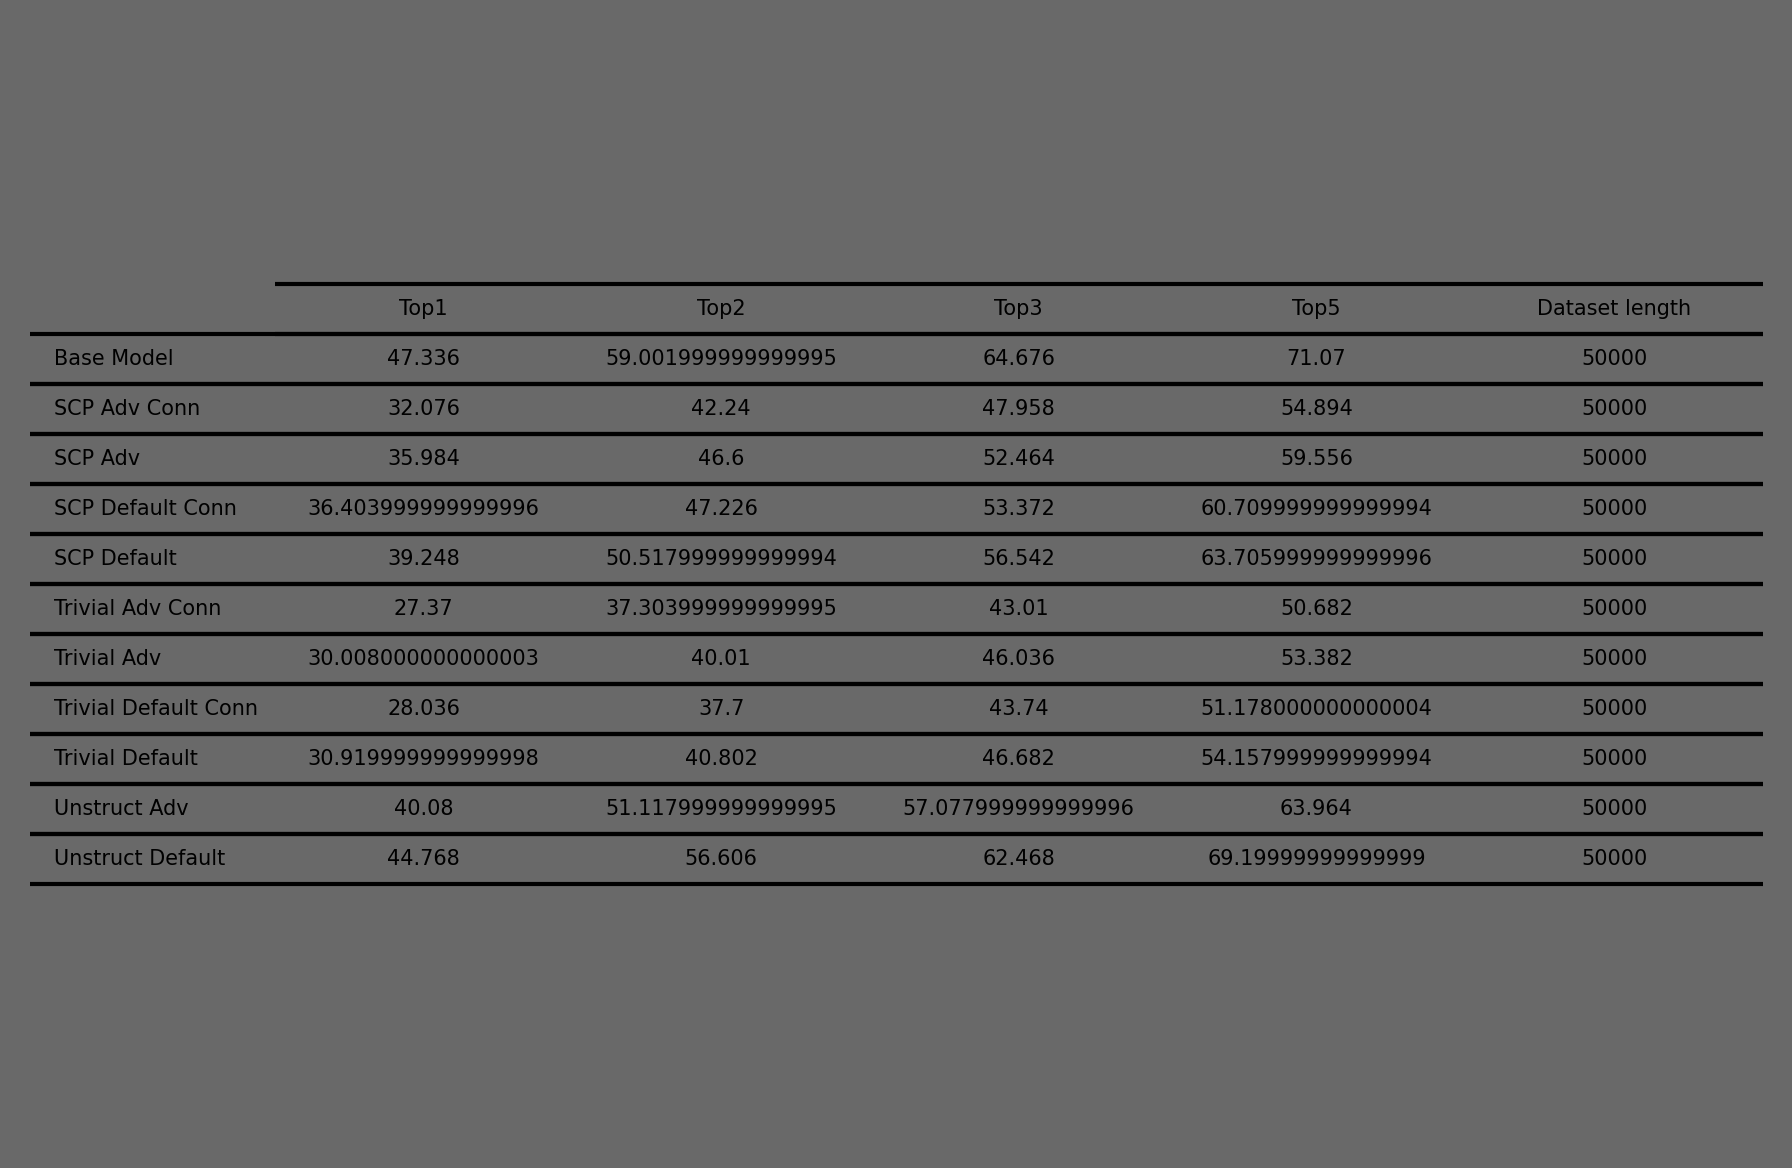 Top1 Top2 Top3 Top5 Dataset length
Base Model 47.336 59.001999999999995 64.676 71.07 50000
SCP Adv Conn 32.076 42.24 47.958 54.894 50000
SCP Adv 35.984 46.6 52.464 59.556 50000
SCP Default Conn 36.403999999999996 47.226 53.372 60.709999999999994 50000
SCP Default 39.248 50.517999999999994 56.542 63.705999999999996 50000
Trivial Adv Conn 27.37 37.303999999999995 43.01 50.682 50000
Trivial Adv 30.008000000000003 40.01 46.036 53.382 50000
Trivial Default Conn 28.036 37.7 43.74 51.178000000000004 50000
Trivial Default 30.919999999999998 40.802 46.682 54.157999999999994 50000
Unstruct Adv 40.08 51.117999999999995 57.077999999999996 63.964 50000
Unstruct Default 44.768 56.606 62.468 69.19999999999999 50000